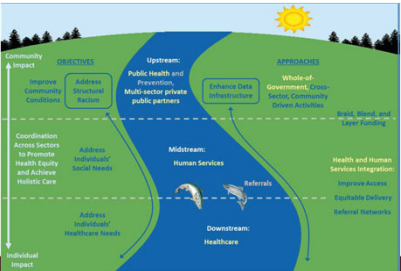 Community
Impact
OBJECTIVES
Improve
Community
Conditions
Address
Structural
Racism
Upstream:
Public Health and
Prevention,
Multi-sector private
public partners
APPROACHES
Enhance Data
Infrastructure
Whole-of-
Government, Cross-
Sector, Community
Driven Activities
Braid, Blend, and
Layer Funding
Coordination
Across Sectors
to Promote
Health Equity
and Achieve
Holistic Care
Address
Individuals'
Social Needs
Midstream:
Human Services
Health and Human
Services Integration:
Improve Access
Equitable Delivery
Referral Networks
Referrals
Address
Individuals'
Healthcare Needs
Downstream:
Healthcare
Individual
Impact